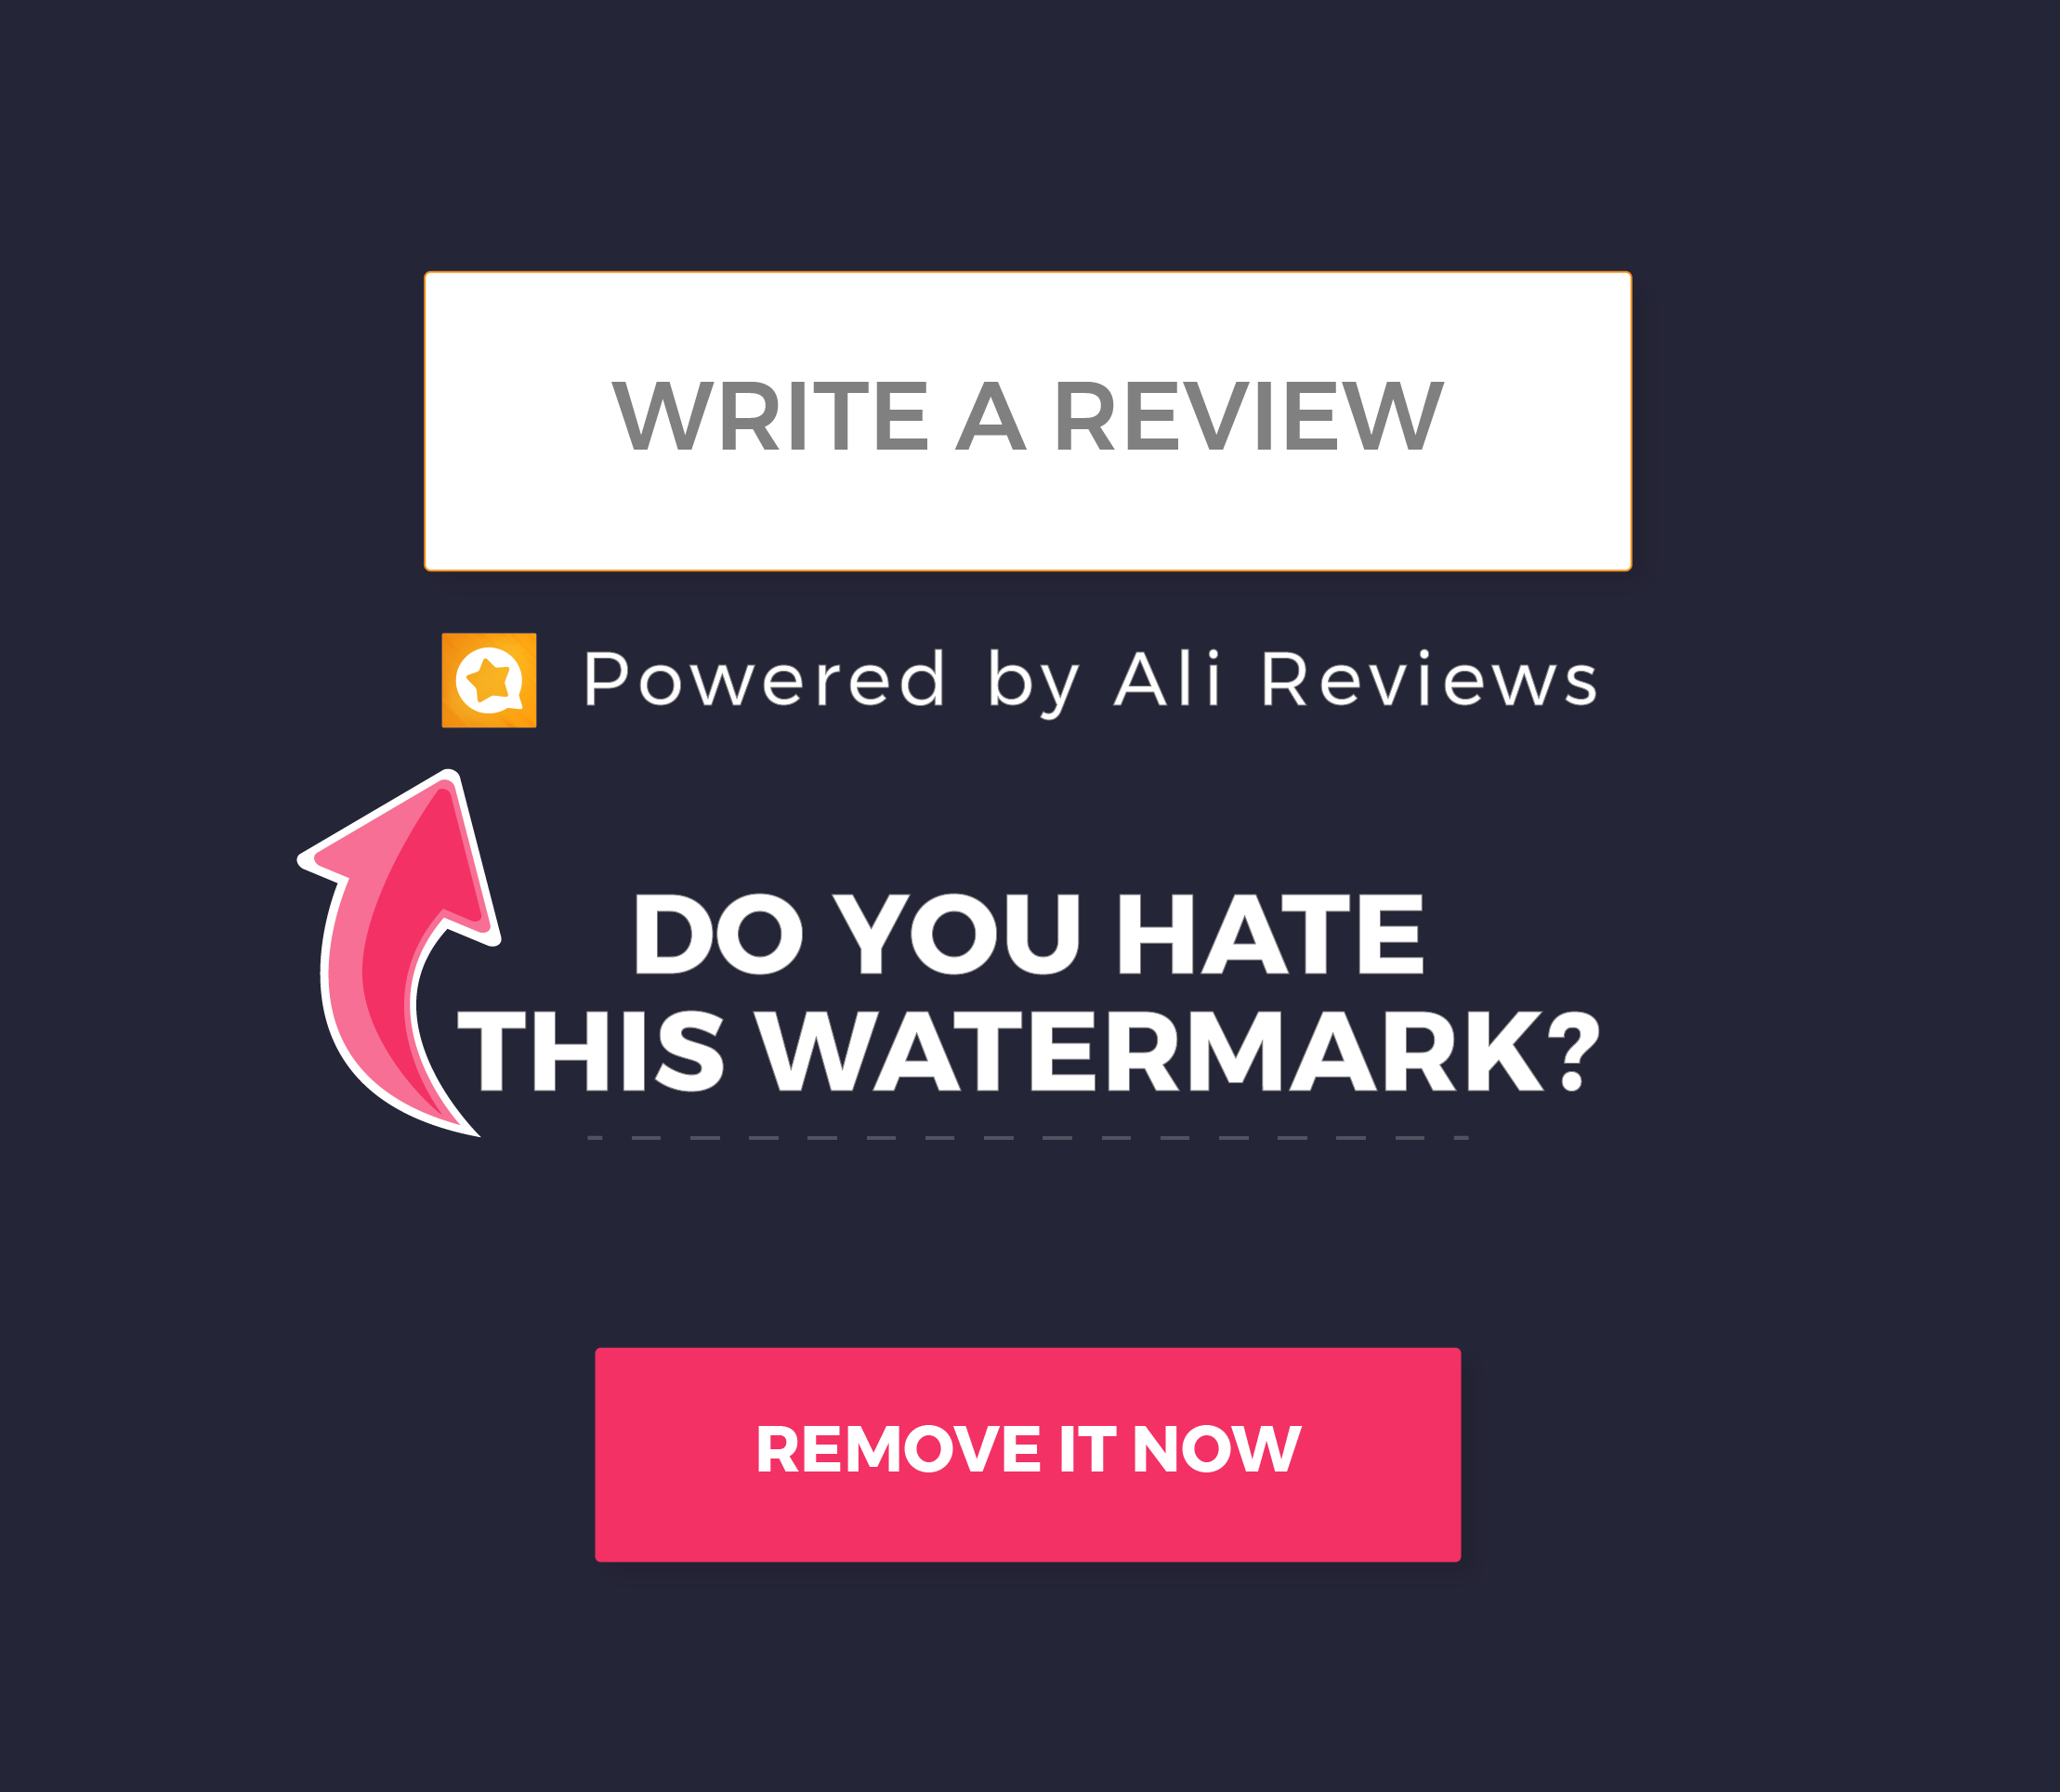 WRITE A REVIEW
Powered by Ali Reviews
DO YOU HATE
THIS WATERMARK?
REMOVE IT NOW